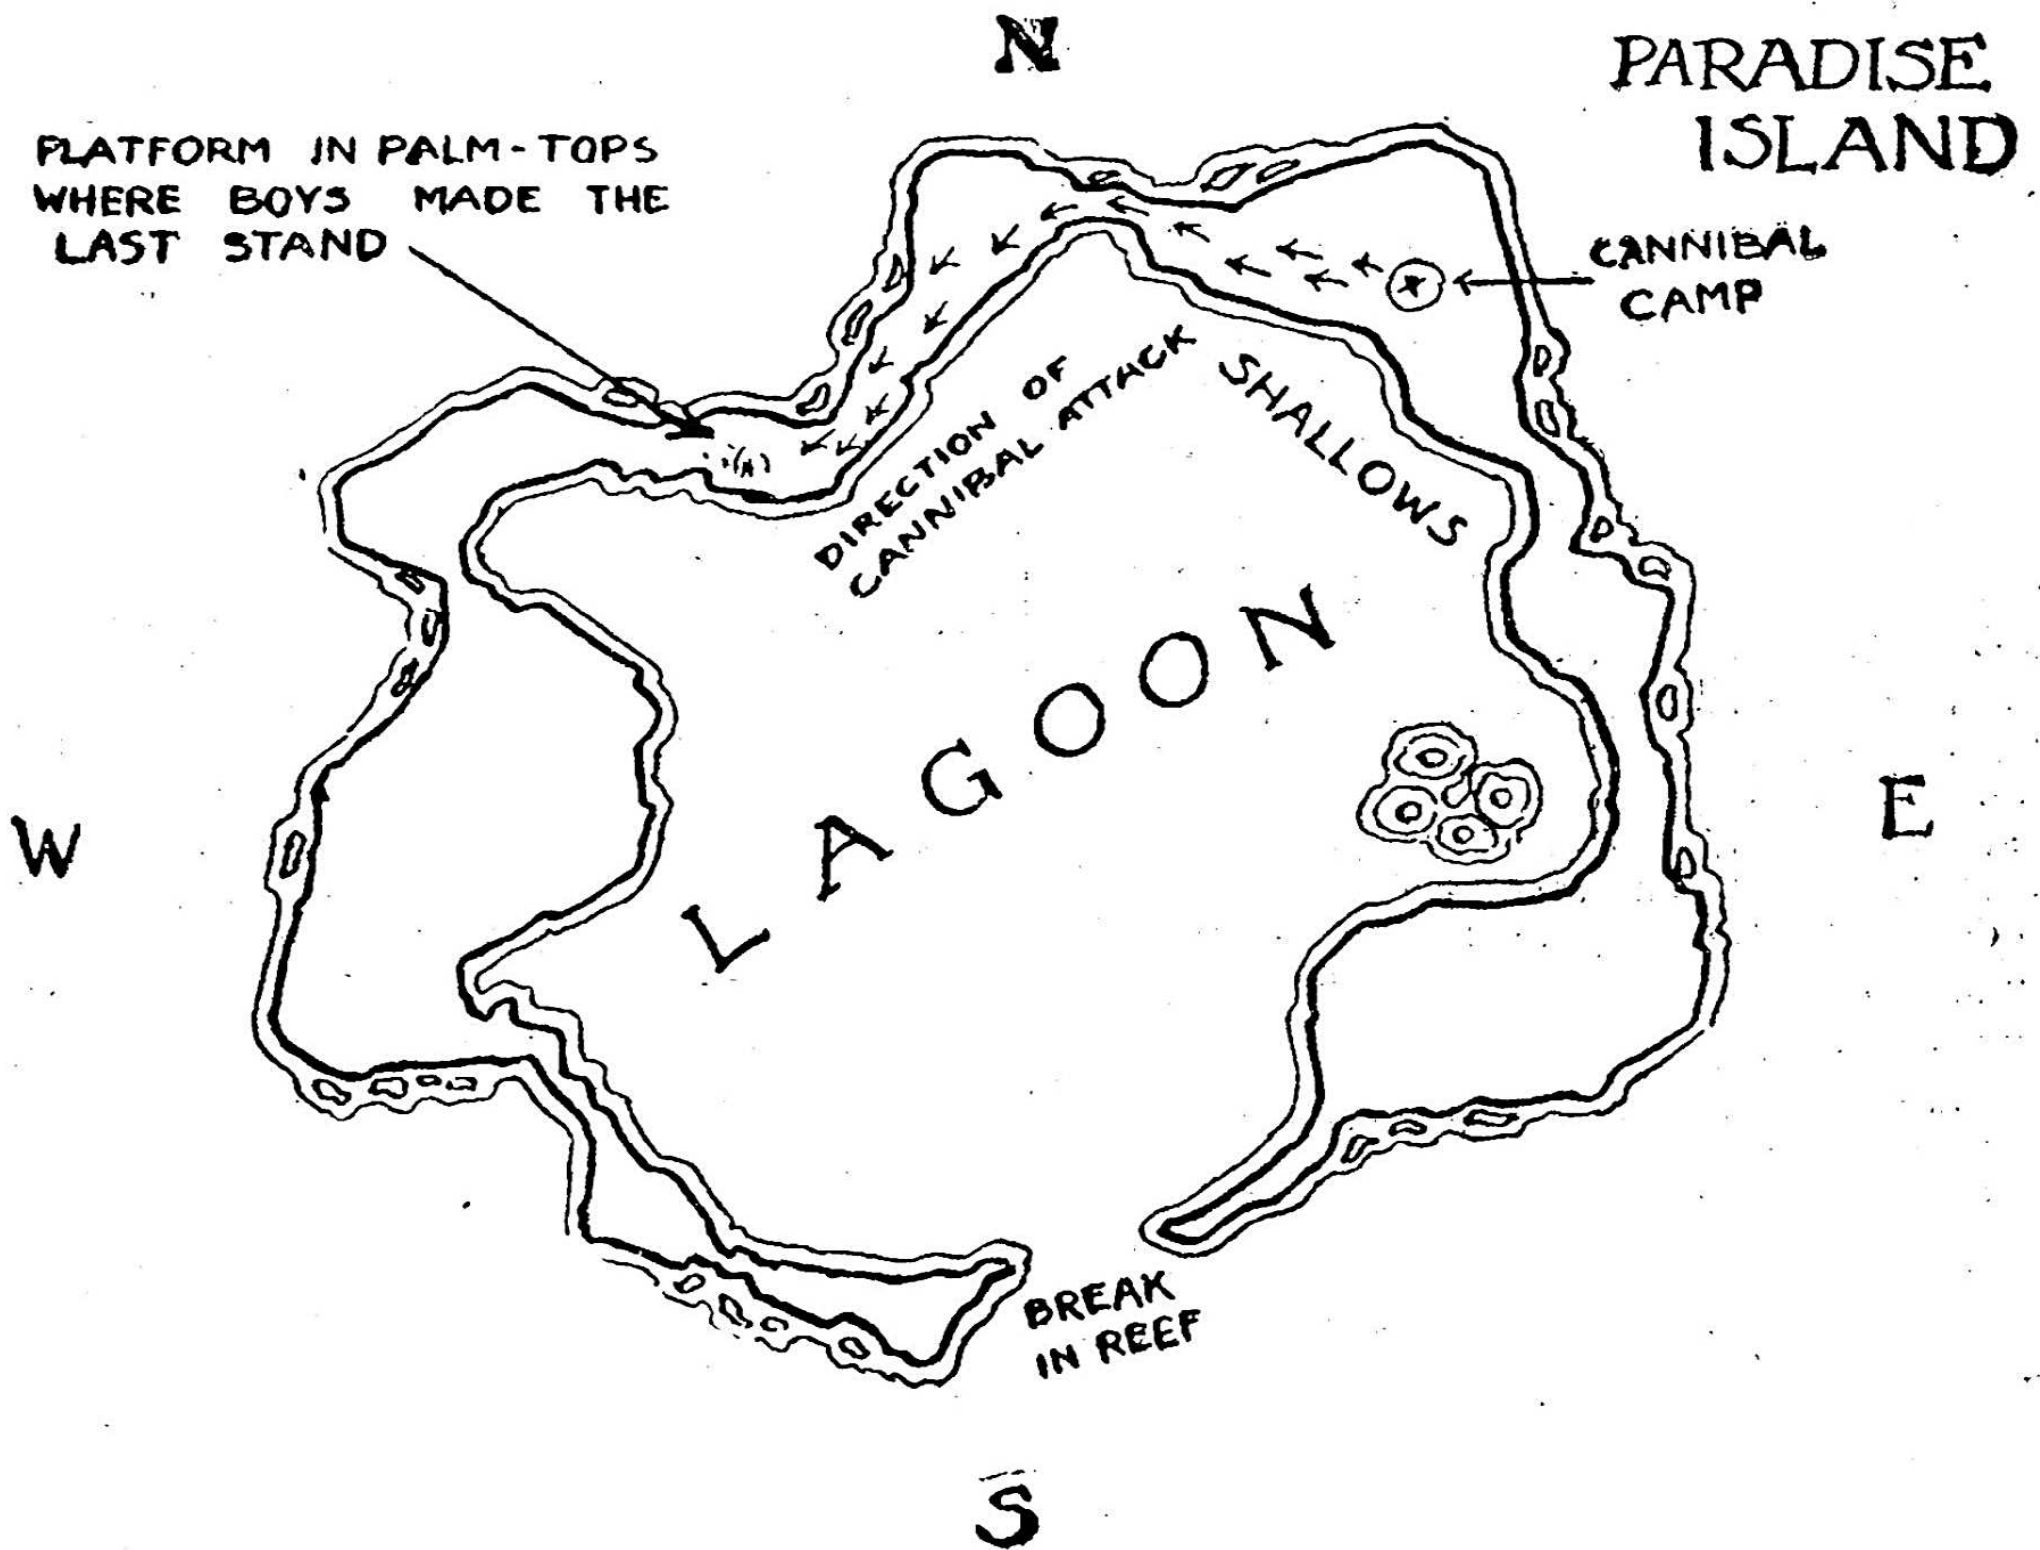 N
PARADISE
ISLAND
PLATFORM IN PALM-TOPS
WHERE BOYS MADE THE
LAST STAND
CANNIBAL
CAMP
DIRECTION OF
CANNIBAL ATTACK
SHALLOWS
LAGOON
W
E
BREAK
IN REEF
S